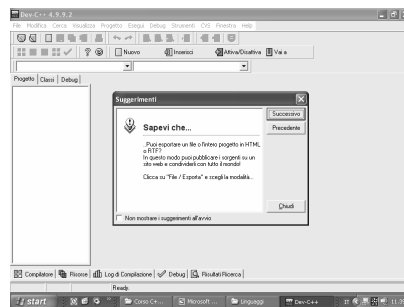 Dev-C++ 4.9.9.2
File Modifica Cerca Visualizza Progetto Esegui Debug Strumenti CVS Finestra Help
Nuovo Inserisci Attiva/Disattiva Vai a
Progetto Classi Debug
Suggerimenti
Sapevi che...
...Puoi esportare un file o l'intero progetto in HTML
o RTF?
In questo modo puoi pubblicare i sorgenti su un
sito web e condividerli con tutto il mondo!
Clicca su "File / Esporta" e scegli la modalità...
Successivo
Precedente
Chiudi
Non mostrare i suggerimenti all'avvio
Compilatore Risorse Log di Compilazione Debug Risultati Ricerca
Ready.
start Corso C+... Microsoft ... Linguaggi Dev-C++ IT